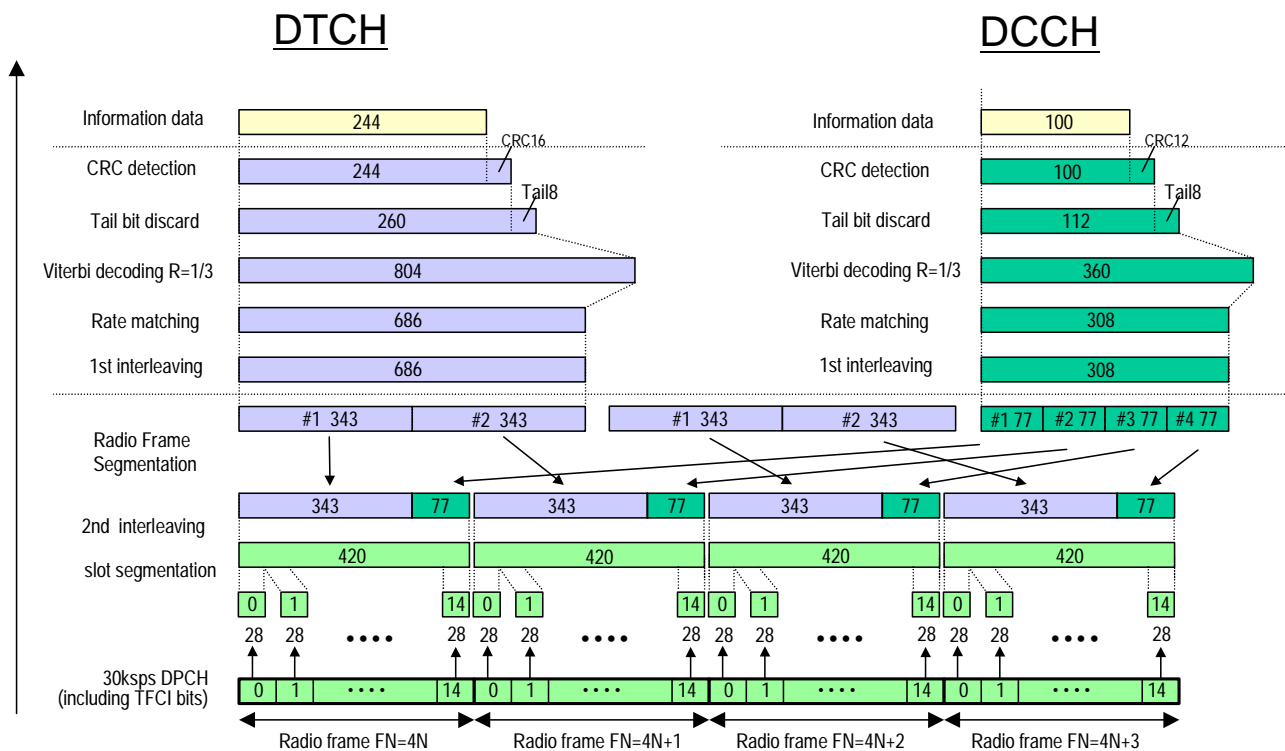 DTCH DCCH
Information data 244 Information data 100
CRC16 CRC12
CRC detection 244 CRC detection 100
Tail8 Tail8
Tail bit discard 260 Tail bit discard 112
Viterbi decoding R=1/3 804 Viterbi decoding R=1/3 360
Rate matching 686 Rate matching 308
1st interleaving 686 1st interleaving 308
#1 343 #2 343 #1 343 #2 343 #1 77 #2 77 #3 77 #4 77
Radio Frame
Segmentation
343 77 343 77 343 77 343 77
2nd interleaving
420 420 420 420
slot segmentation
0 1 14 0 1 14 0 1 14 0 1 14
28 28 •••• 28 28 28 •••• 28 28 28 •••• 28 28 28 •••• 28
30ksps DPCH
(including TFCI bits)
0 1 •••• 14 0 1 •••• 14 0 1 •••• 14 0 1 •••• 14
Radio frame FN=4N Radio frame FN=4N+1 Radio frame FN=4N+2 Radio frame FN=4N+3